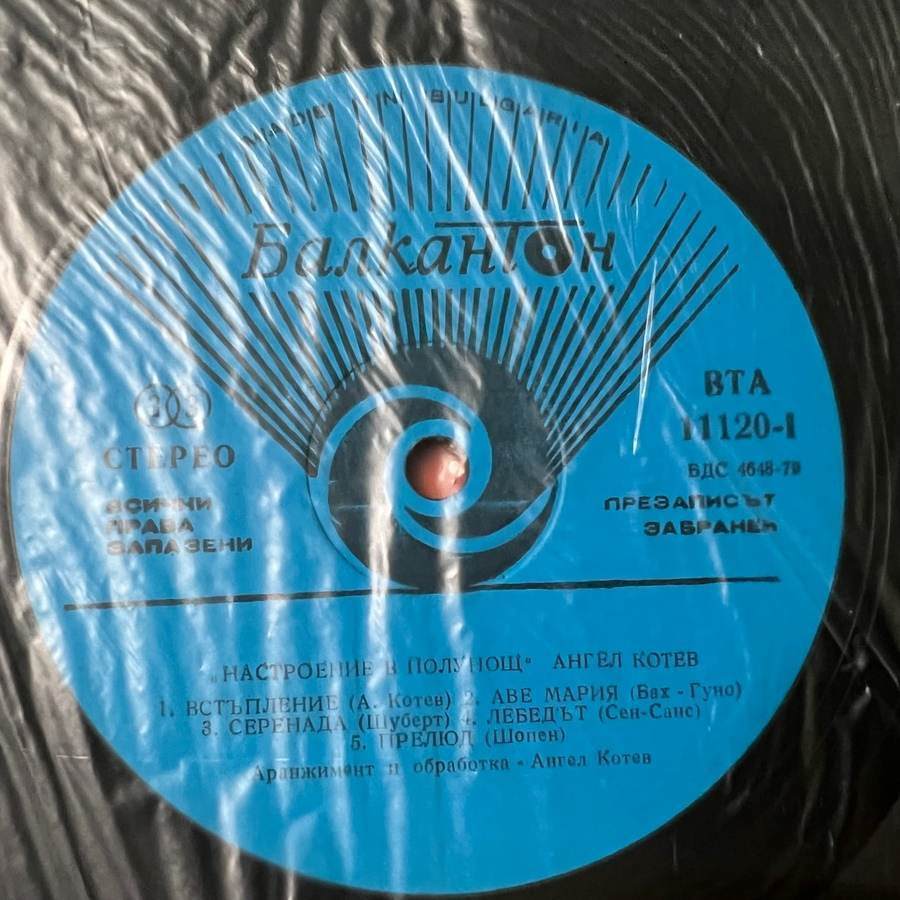 MADE IN BULGARIA
Балкантон
33
СТЕРЕО
ВСИЧКИ
ПРАВА
ЗАПАЗЕНИ
ВТА
11120-I
БДС 4648-79
ПРЕЗАПИСЪТ
ЗАБРАНЕН
„НАСТРОЕНИЕ В ПОЛУНОЩ“ АНГЕЛ КОТЕВ
1. ВСТЪПЛЕНИЕ (А. Котев) 2. АВЕ МАРИЯ (Бах - Гуно)
3. СЕРЕНАДА (Шуберт) 4. ЛЕБЕДЪТ (Сен-Санс)
5. ПРЕЛЮД (Шопен)
Аранжимент и обработка - Ангел Котев